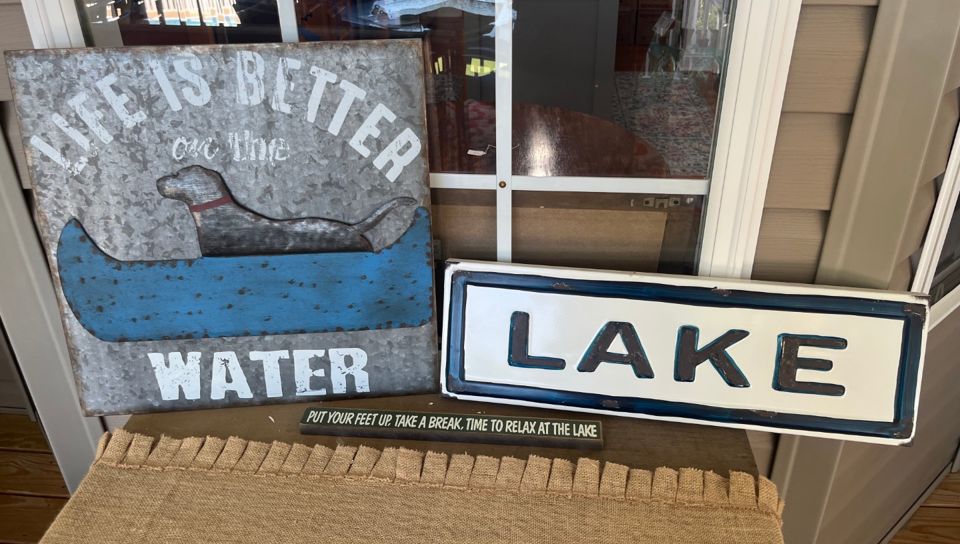 LIFE IS BETTER
on the
WATER
LAKE
PUT YOUR FEET UP, TAKE A BREAK, TIME TO RELAX AT THE LAKE